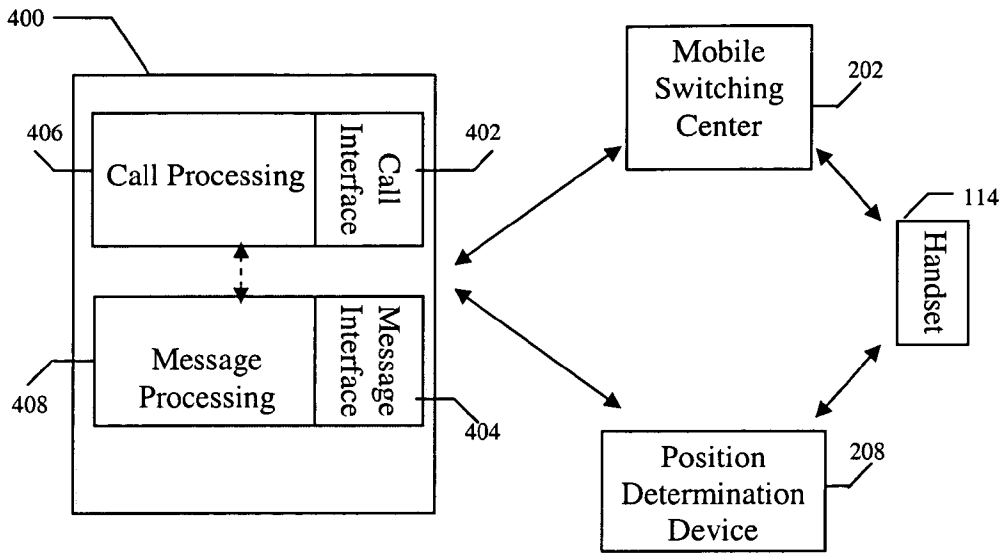 400
406
Call Processing
Call
Interface
402
Message
Processing
Message
Interface
408
404
Mobile
Switching
Center
202
114
Handset
Position
Determination
Device
208